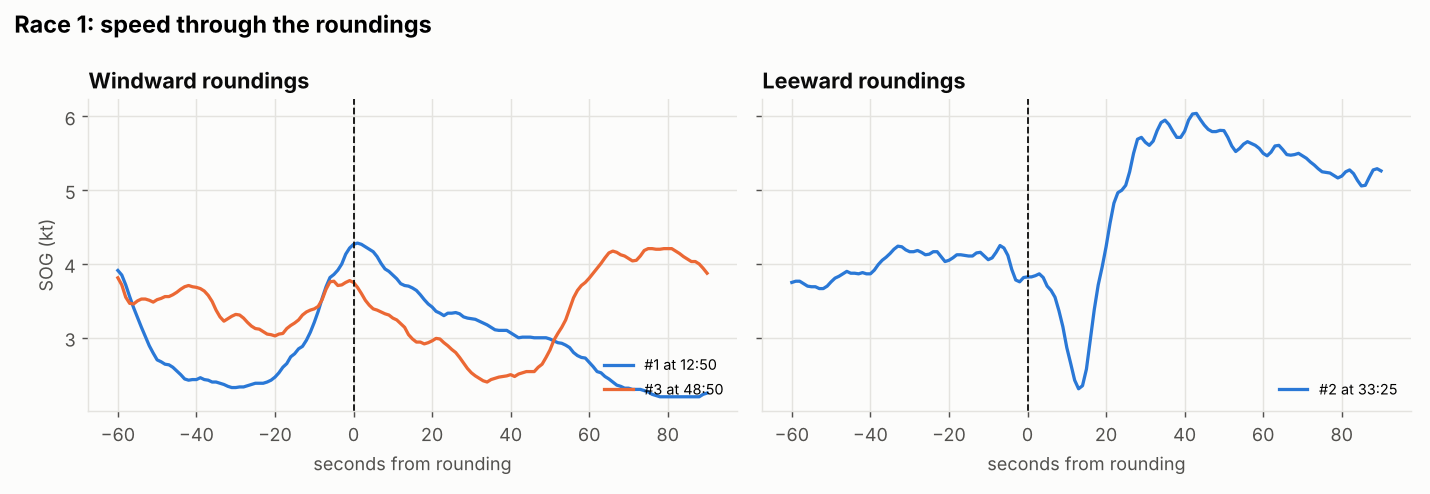 Race 1: speed through the roundings
Windward roundings
Leeward roundings
SOG (kt)
6
5
4
3
#1 at 12:50
#3 at 48:50
#2 at 33:25
−60 −40 −20 0 20 40 60 80
−60 −40 −20 0 20 40 60 80
seconds from rounding
seconds from rounding